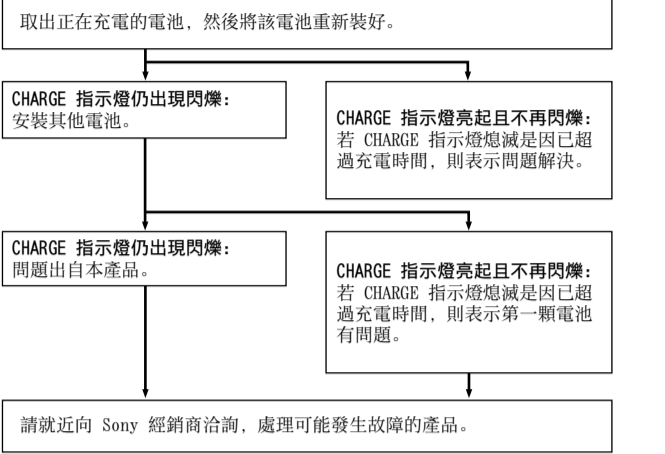 取出正在充電的電池，然後將該電池重新裝好。
CHARGE 指示燈仍出現閃爍：
安裝其他電池。
CHARGE 指示燈亮起且不再閃爍：
若 CHARGE 指示燈熄滅是因已超
過充電時間，則表示問題解決。
CHARGE 指示燈仍出現閃爍：
問題出自本產品。
CHARGE 指示燈亮起且不再閃爍：
若 CHARGE 指示燈熄滅是因已超
過充電時間，則表示第一顆電池
有問題。
請就近向 Sony 經銷商洽詢，處理可能發生故障的產品。